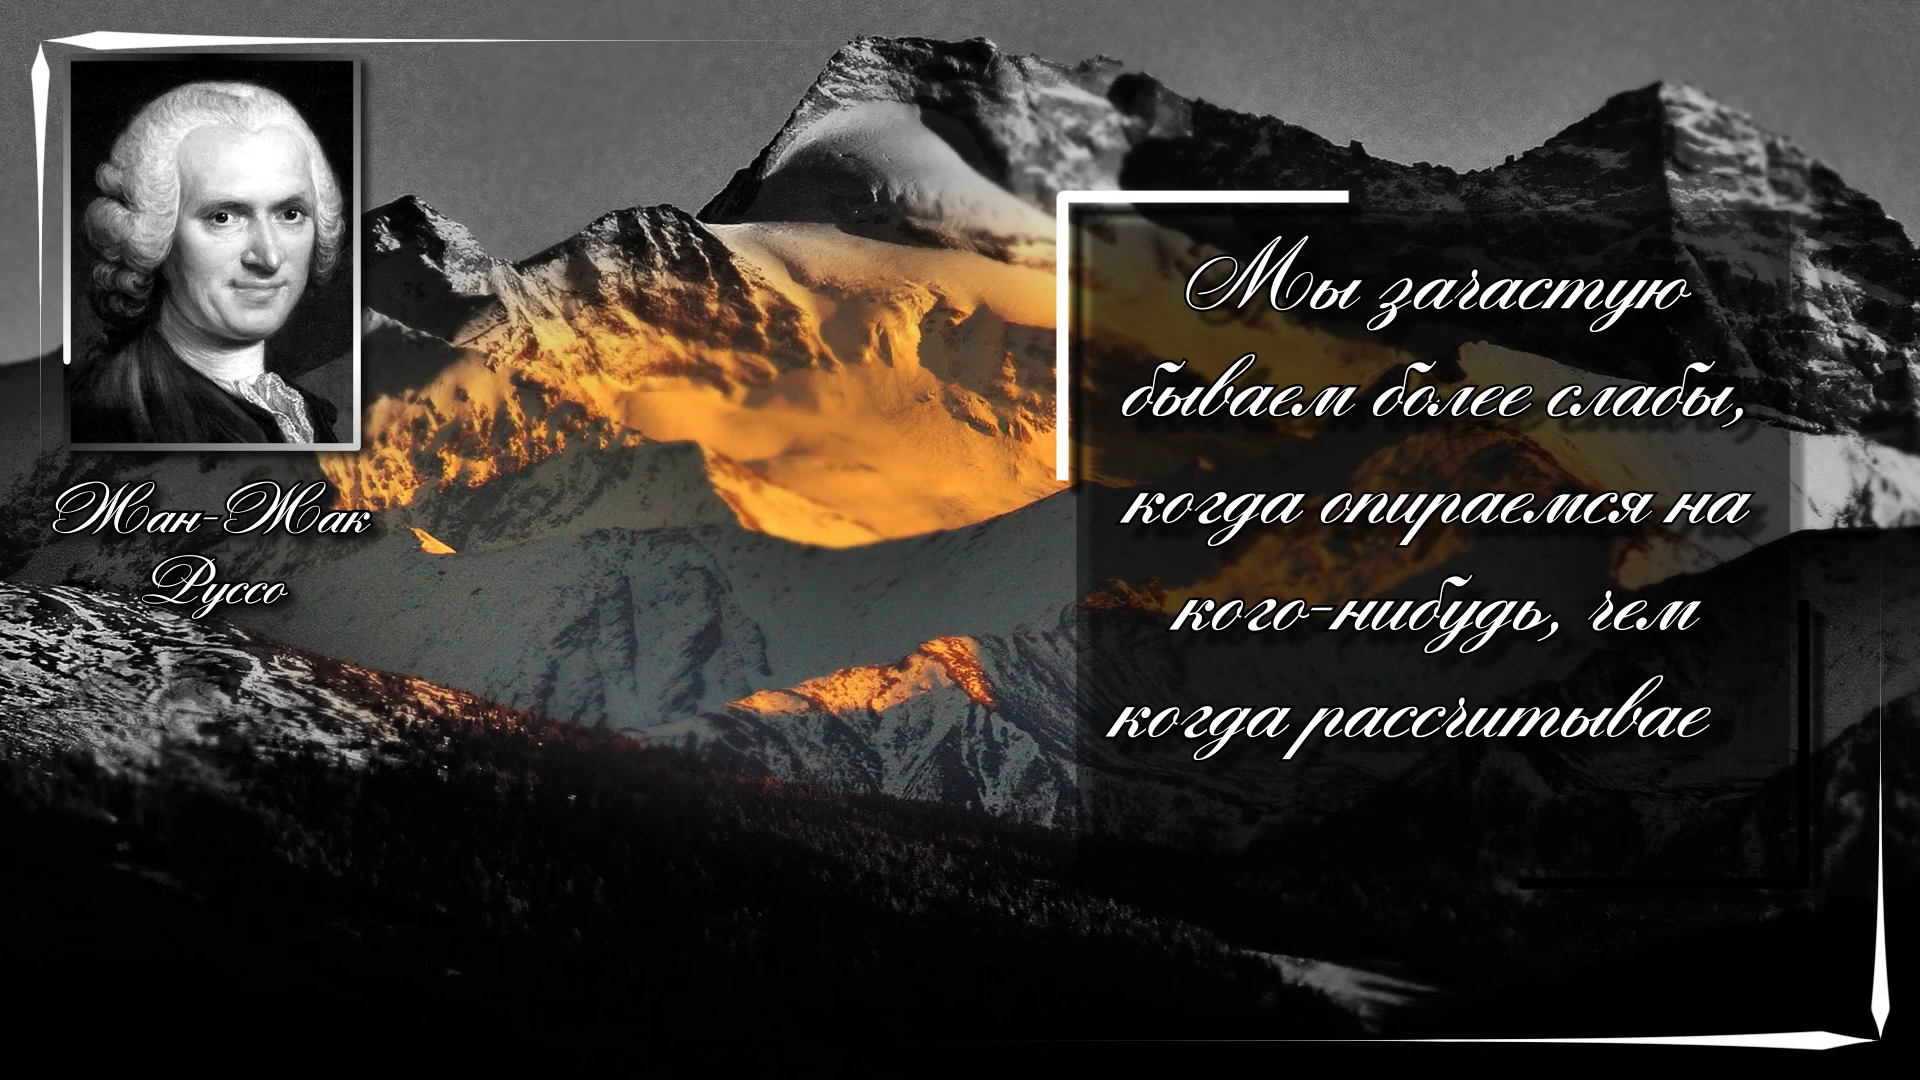 Жан-Жак
Руссо
Мы зачастую
бываем более слабы,
когда опираемся на
кого-нибудь, чем
когда рассчитывае